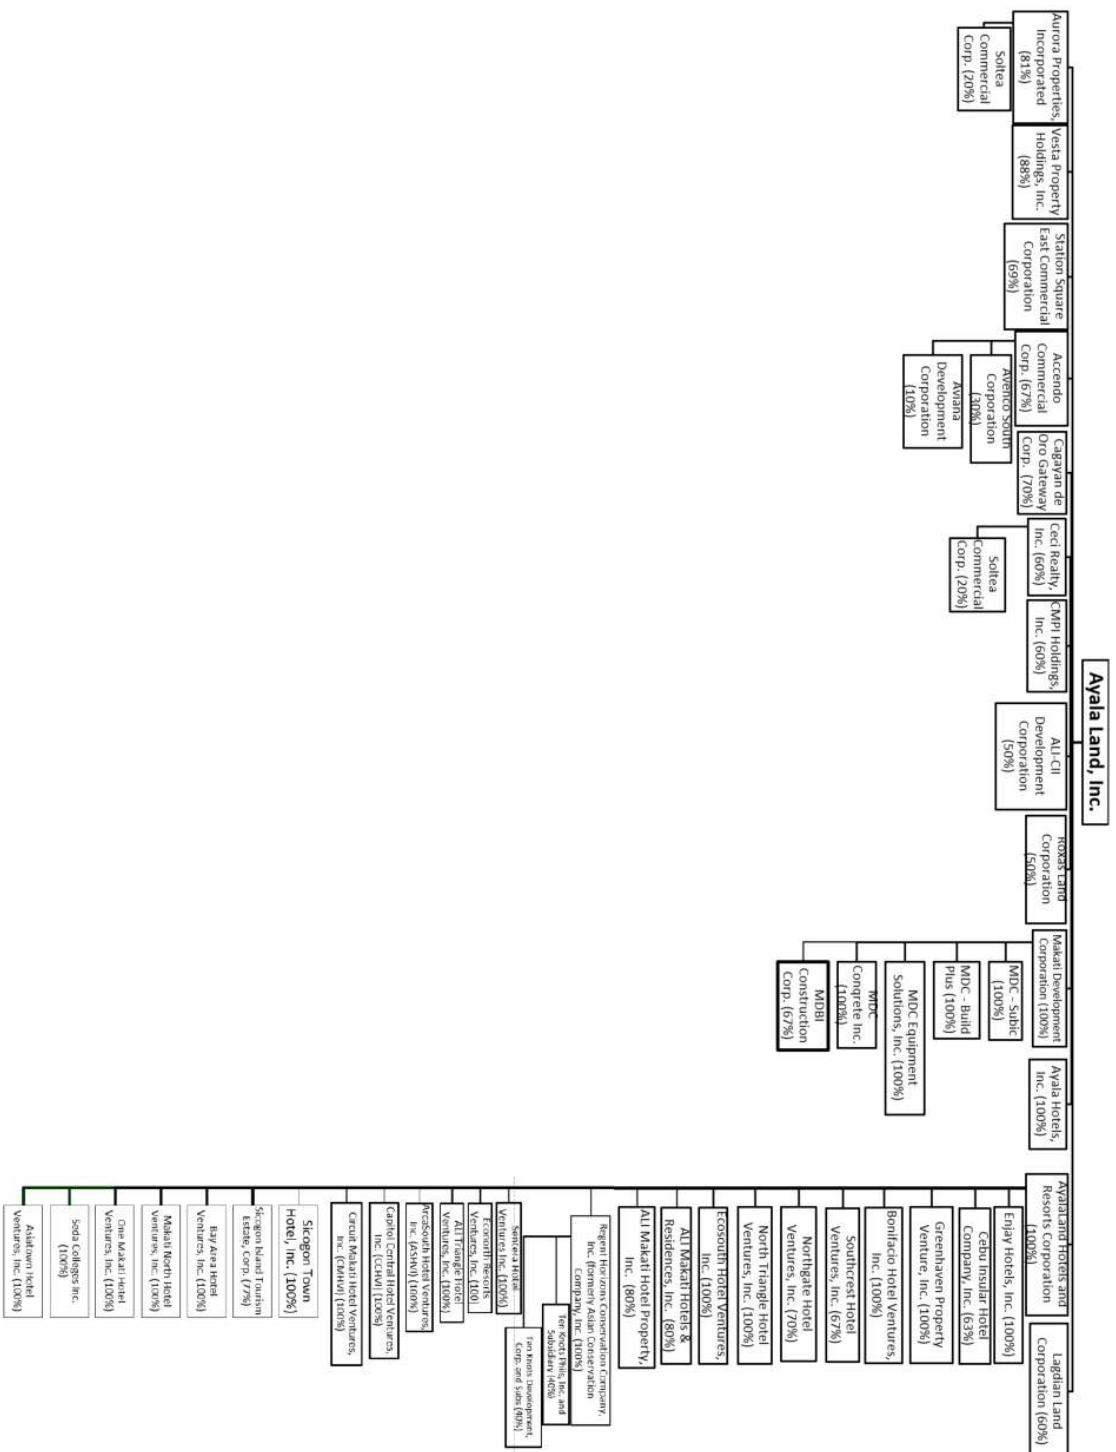 Ayala Land, Inc.
Aurora Properties,
Incorporated
(81%)
Soltea
Commercial
Corp. (20%)
Vesta Property
Holdings, Inc.
(88%)
Station Square
East Commercial
Corporation
(69%)
Accendo
Commercial
Corp. (67%)
Avenco South
Corporation
(30%)
Aviana
Development
Corporation
(10%)
Cagayan de
Oro Gateway
Corp. (70%)
Ceci Realty,
Inc. (60%)
Soltea
Commercial
Corp. (20%)
CMPI Holdings,
Inc. (60%)
ALI-CII
Development
Corporation
(50%)
Roxas Land
Corporation
(50%)
Makati Development
Corporation (100%)
MDC - Subic
(100%)
MDC - Build
Plus (100%)
MDC Equipment
Solutions, Inc. (100%)
MDC
Conqrete Inc.
(100%)
MDBI
Construction
Corp. (67%)
Ayala Hotels,
Inc. (100%)
AyalaLand Hotels and
Resorts Corporation
(100%)
Enjay Hotels, Inc. (100%)
Cebu Insular Hotel
Company, Inc. (63%)
Greenhaven Property
Venture, Inc. (100%)
Bonifacio Hotel Ventures,
Inc. (100%)
Southcrest Hotel
Ventures, Inc. (67%)
Northgate Hotel
Ventures, Inc. (70%)
North Triangle Hotel
Ventures, Inc. (100%)
Ecosouth Hotel Ventures,
Inc. (100%)
ALI Makati Hotels &
Residences, Inc. (80%)
ALI Makati Hotel Property,
Inc. (80%)
Regent Horizons Conservation Company,
Inc. (formerly Asian Conservation
Company, Inc. (100%)
Ten Knots Phils, Inc. and
Subsidiary (40%)
Ten Knots Development,
Corp. and Subs (40%)
Sentera Hotel
Ventures Inc. (100%)
Econorth Resorts
Ventures, Inc. (100)
ALI Triangle Hotel
Ventures, Inc. (100%)
ArcaSouth Hotel Ventures,
Inc. (ASHVI) (100%)
Capitol Central Hotel Ventures,
Inc. (CCHVI) (100%)
Circuit Makati Hotel Ventures,
Inc. (CMHVI) (100%)
Sicogon Town
Hotel, Inc. (100%)
Sicogon Island Tourism
Estate, Corp. (77%)
Bay Area Hotel
Ventures, Inc. (100%)
Makati North Hotel
Ventures, Inc. (100%)
One Makati Hotel
Ventures, Inc. (100%)
Seda Colleges Inc.
(100%)
Asiatown Hotel
Ventures, Inc. (100%)
Lagdian Land
Corporation (60%)